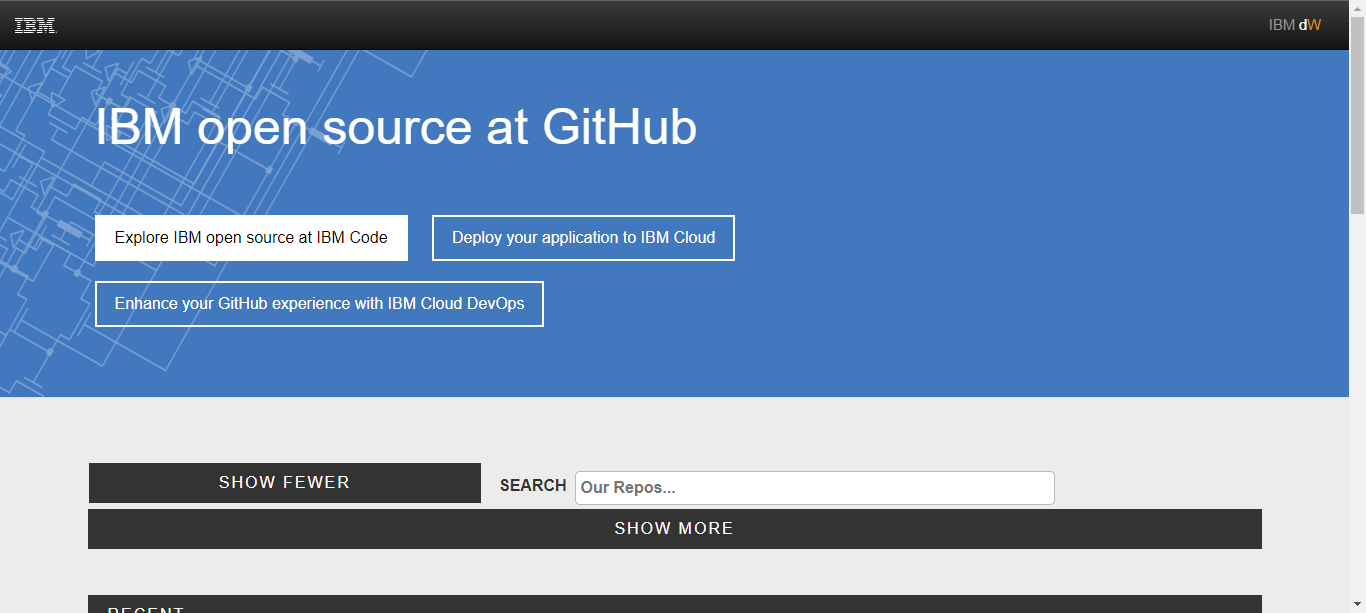 IBM
IBM dW
IBM open source at GitHub
Explore IBM open source at IBM Code
Deploy your application to IBM Cloud
Enhance your GitHub experience with IBM Cloud DevOps
SHOW FEWER
SEARCH
Our Repos...
SHOW MORE
RECENT